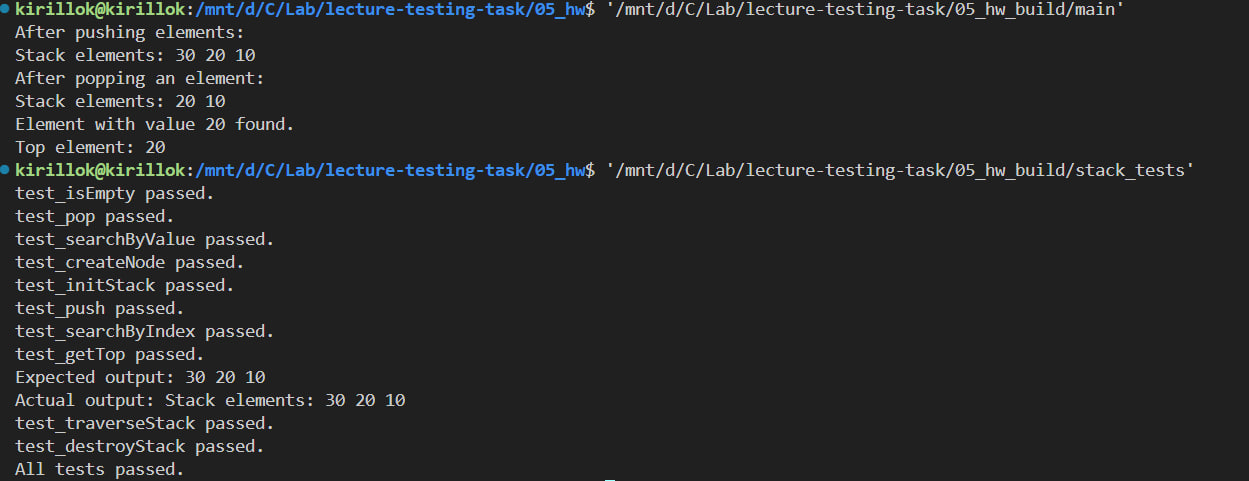 kirillok@kirillok:/mnt/d/C/Lab/lecture-testing-task/05_hw$ '/mnt/d/C/Lab/lecture-testing-task/05_hw_build/main'
After pushing elements:
Stack elements: 30 20 10
After popping an element:
Stack elements: 20 10
Element with value 20 found.
Top element: 20
kirillok@kirillok:/mnt/d/C/Lab/lecture-testing-task/05_hw$ '/mnt/d/C/Lab/lecture-testing-task/05_hw_build/stack_tests'
test_isEmpty passed.
test_pop passed.
test_searchByValue passed.
test_createNode passed.
test_initStack passed.
test_push passed.
test_searchByIndex passed.
test_getTop passed.
Expected output: 30 20 10
Actual output: Stack elements: 30 20 10
test_traverseStack passed.
test_destroyStack passed.
All tests passed.